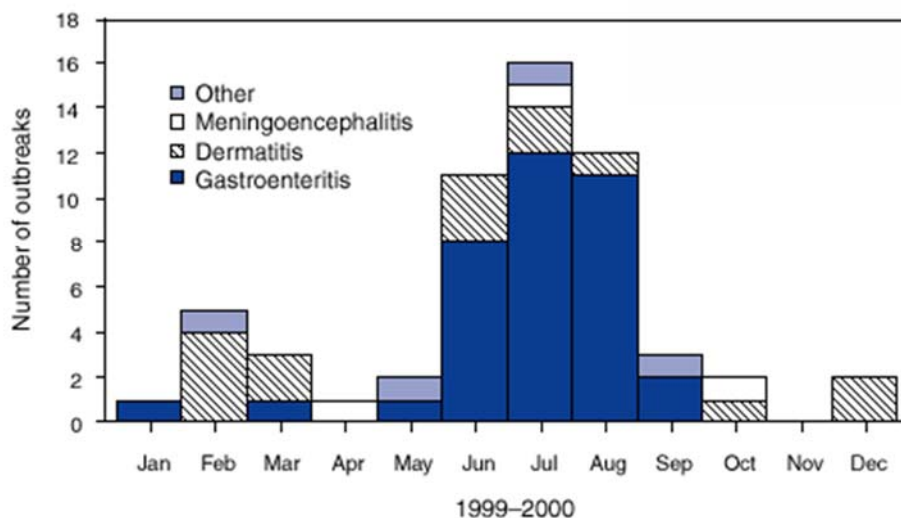 18
16
14
12
10
8
6
4
2
0
Number of outbreaks
Other
Meningoencephalitis
Dermatitis
Gastroenteritis
Jan Feb Mar Apr May Jun Jul Aug Sep Oct Nov Dec
1999–2000